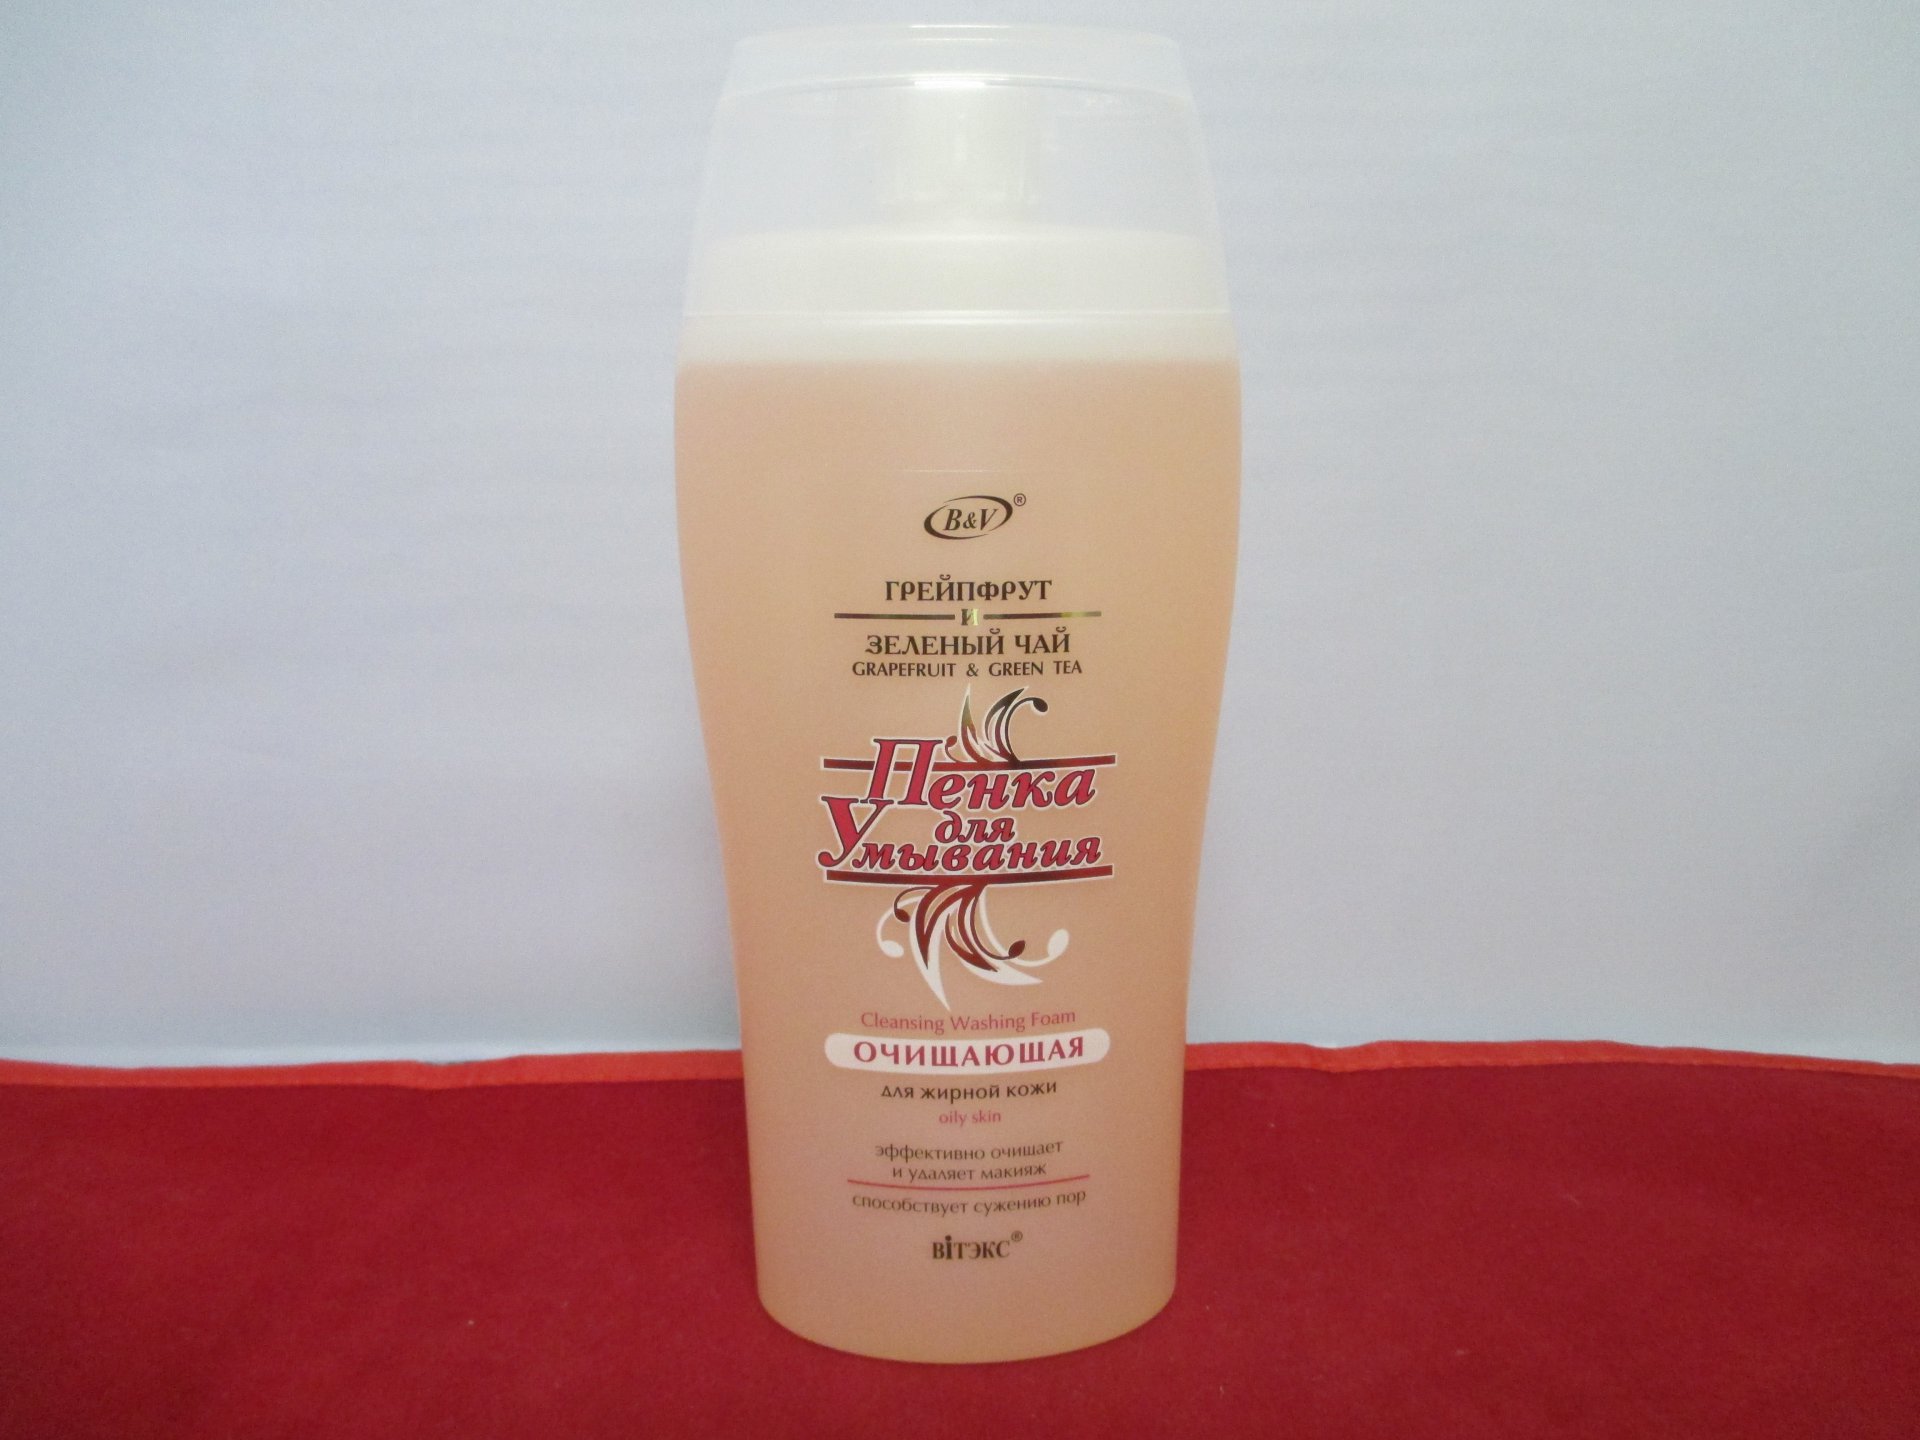 B&V®
ГРЕЙПФРУТ
И
ЗЕЛЕНЫЙ ЧАЙ
GRAPEFRUIT & GREEN TEA
Пенка
для
Умывания
Cleansing Washing Foam
ОЧИЩАЮЩАЯ
для жирной кожи
oily skin
эффективно очищает
и удаляет макияж
способствует сужению пор
ВіТЭКС®